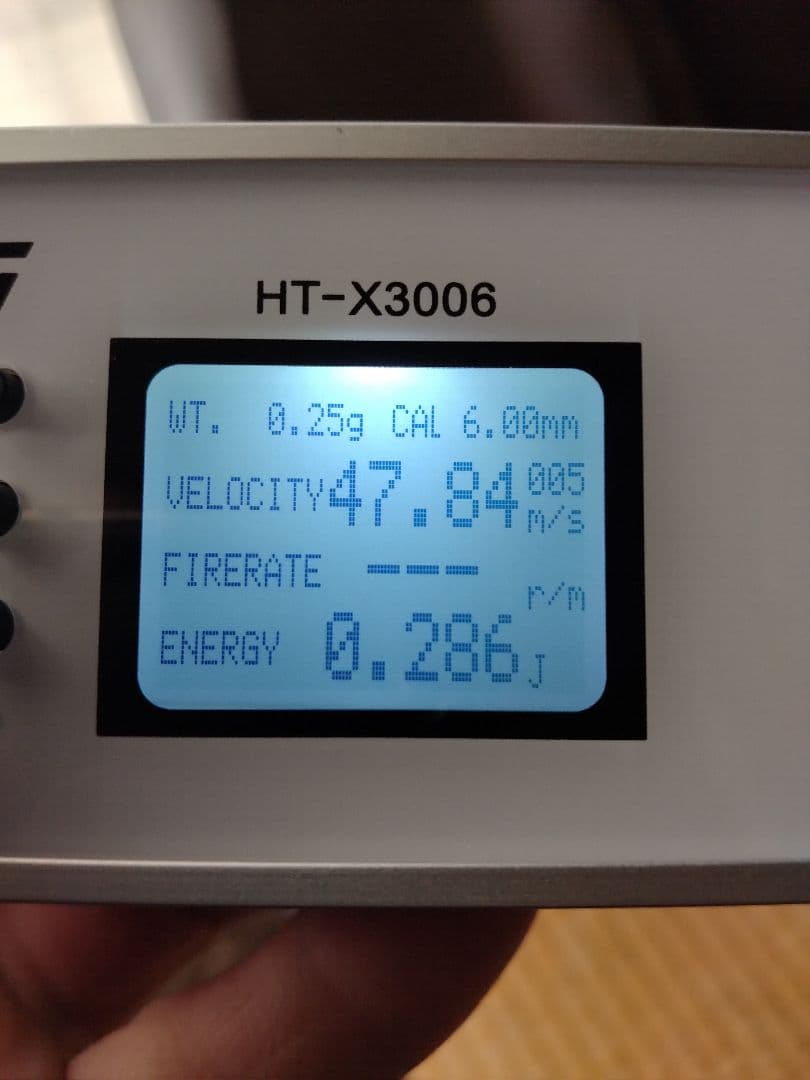 HT-X3006
WT. 0.25g CAL 6.00mm
VELOCITY 47.84 005 m/s
FIRERATE --- r/m
ENERGY 0.286 J